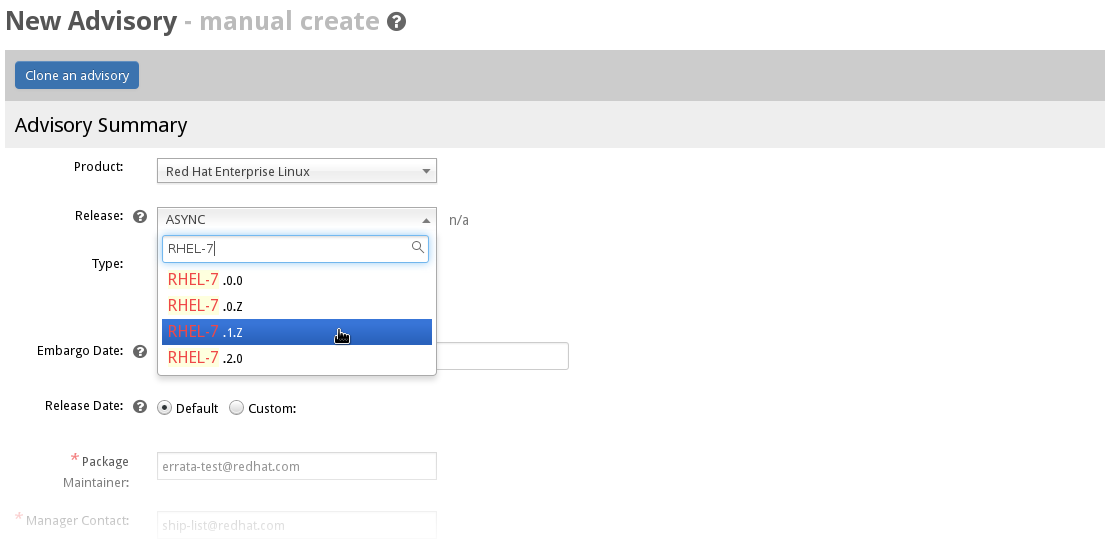 New Advisory - manual create ?
Clone an advisory
Advisory Summary
Product: Red Hat Enterprise Linux
Release: ? ASYNC n/a
RHEL-7
Type:
RHEL-7 .0.0
RHEL-7 .0.Z
RHEL-7 .1.Z
Embargo Date: ?
RHEL-7 .2.0
Release Date: ? Default Custom:
* Package Maintainer: errata-test@redhat.com
* Manager Contact: ship-list@redhat.com